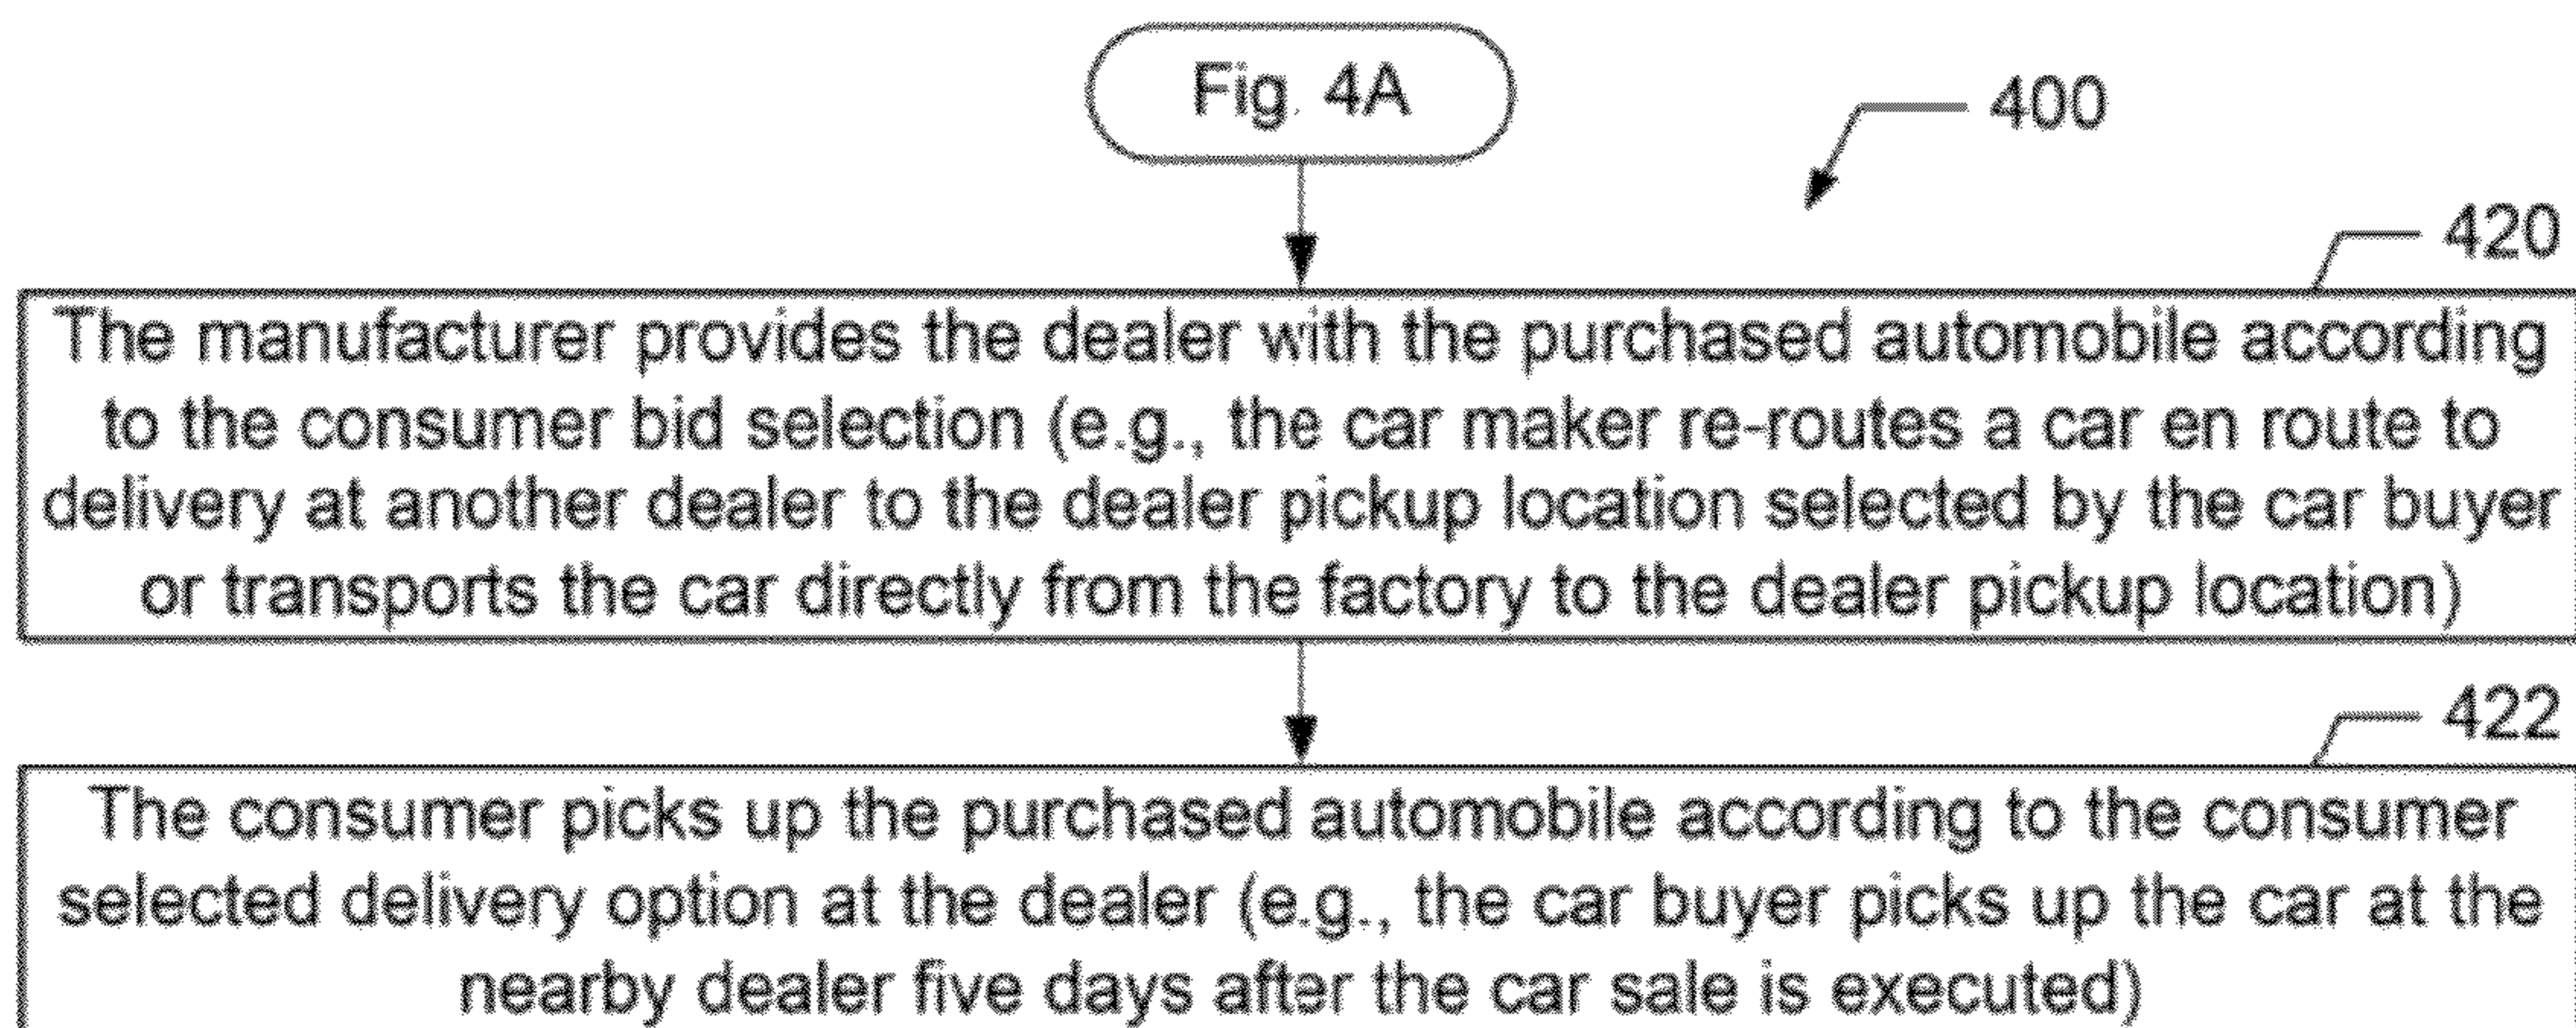 Fig. 4A
400
420
The manufacturer provides the dealer with the purchased automobile according
to the consumer bid selection (e.g., the car maker re-routes a car en route to
delivery at another dealer to the dealer pickup location selected by the car buyer
or transports the car directly from the factory to the dealer pickup location)
422
The consumer picks up the purchased automobile according to the consumer
selected delivery option at the dealer (e.g., the car buyer picks up the car at the
nearby dealer five days after the car sale is executed)